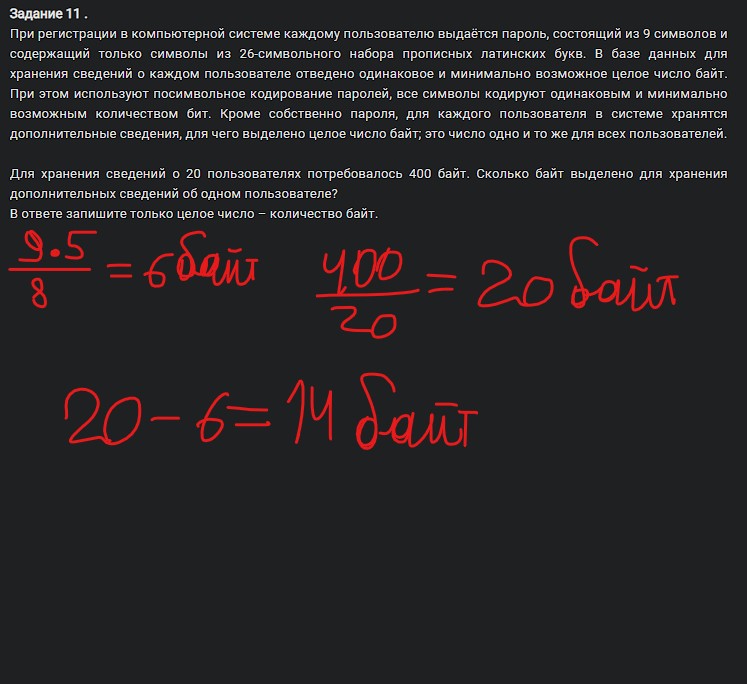 Задание 11 .
При регистрации в компьютерной системе каждому пользователю выдаётся пароль, состоящий из 9 символов и
содержащий только символы из 26-символьного набора прописных латинских букв. В базе данных для
хранения сведений о каждом пользователе отведено одинаковое и минимально возможное целое число байт.
При этом используют посимвольное кодирование паролей, все символы кодируют одинаковым и минимально
возможным количеством бит. Кроме собственно пароля, для каждого пользователя в системе хранятся
дополнительные сведения, для чего выделено целое число байт; это число одно и то же для всех пользователей.
Для хранения сведений о 20 пользователях потребовалось 400 байт. Сколько байт выделено для хранения
дополнительных сведений об одном пользователе?
В ответе запишите только целое число – количество байт.
9·5/8 = 6 байт 400/20 = 20 байт
20 – 6 = 14 байт